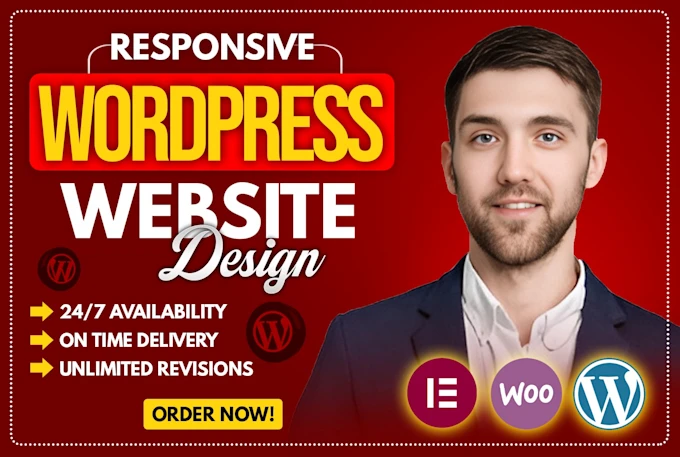 RESPONSIVE
WORDPRESS
WEBSITE
Design
24/7 AVAILABILITY
ON TIME DELIVERY
UNLIMITED REVISIONS
ORDER NOW!
WOO